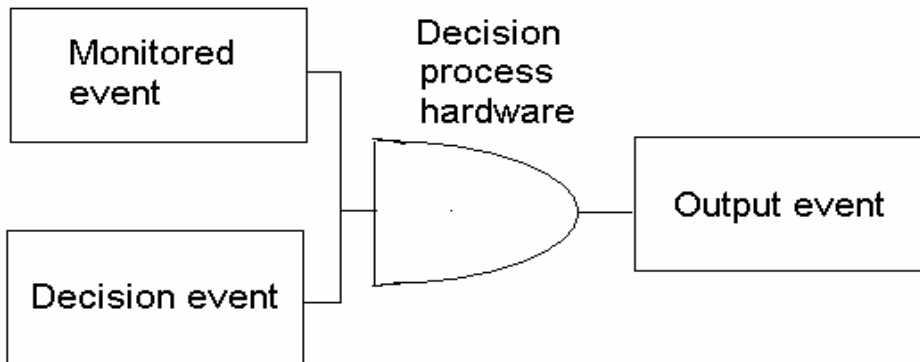 Monitored
event
Decision
process
hardware
Output event
Decision event